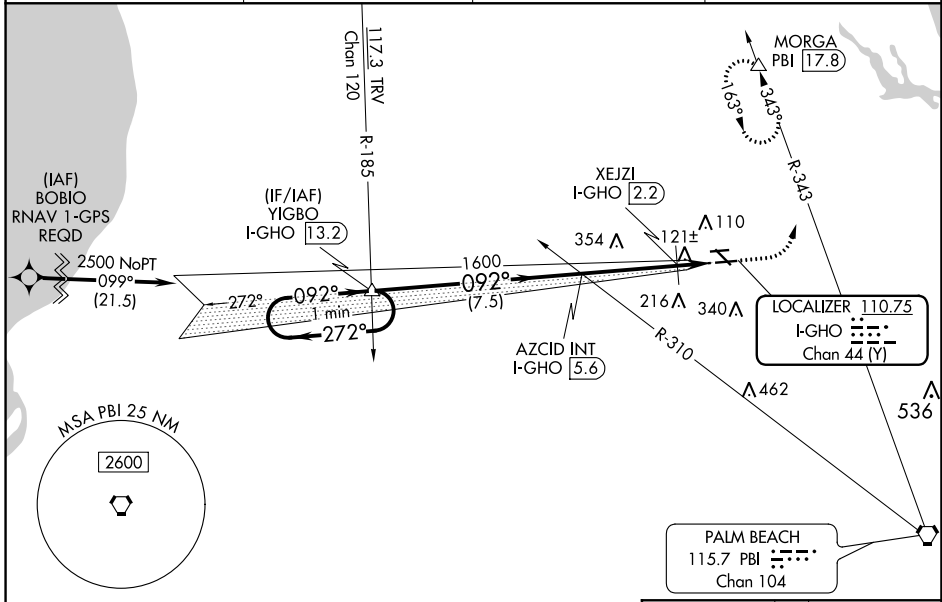 117.3 TRV
Chan 120
R-185
MORGA
PBI 17.8
163°
343°
R-343
(IAF)
BOBIO
RNAV 1-GPS
REQD
2500 NoPT
099°
(21.5)
(IF/IAF)
YIGBO
I-GHO 13.2
XEJZI
I-GHO 2.2
354
121±
110
1600
272°
092°
092°
1 min
(7.5)
272°
216
340
LOCALIZER 110.75
I-GHO
Chan 44 (Y)
AZCID INT
I-GHO 5.6
R-310
462
536
MSA PBI 25 NM
2600
PALM BEACH
115.7 PBI
Chan 104